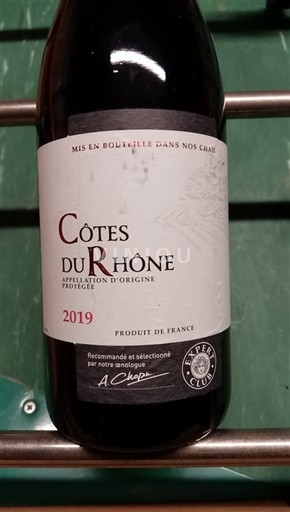 MIS EN BOUTEILLE DANS NOS CHAIS
CÔTES
DU RHÔNE
APPELLATION D'ORIGINE
PROTÉGÉE
2019
PRODUIT DE FRANCE
Recommandé et sélectionné
par notre œnologue
EXPERT
CLUB